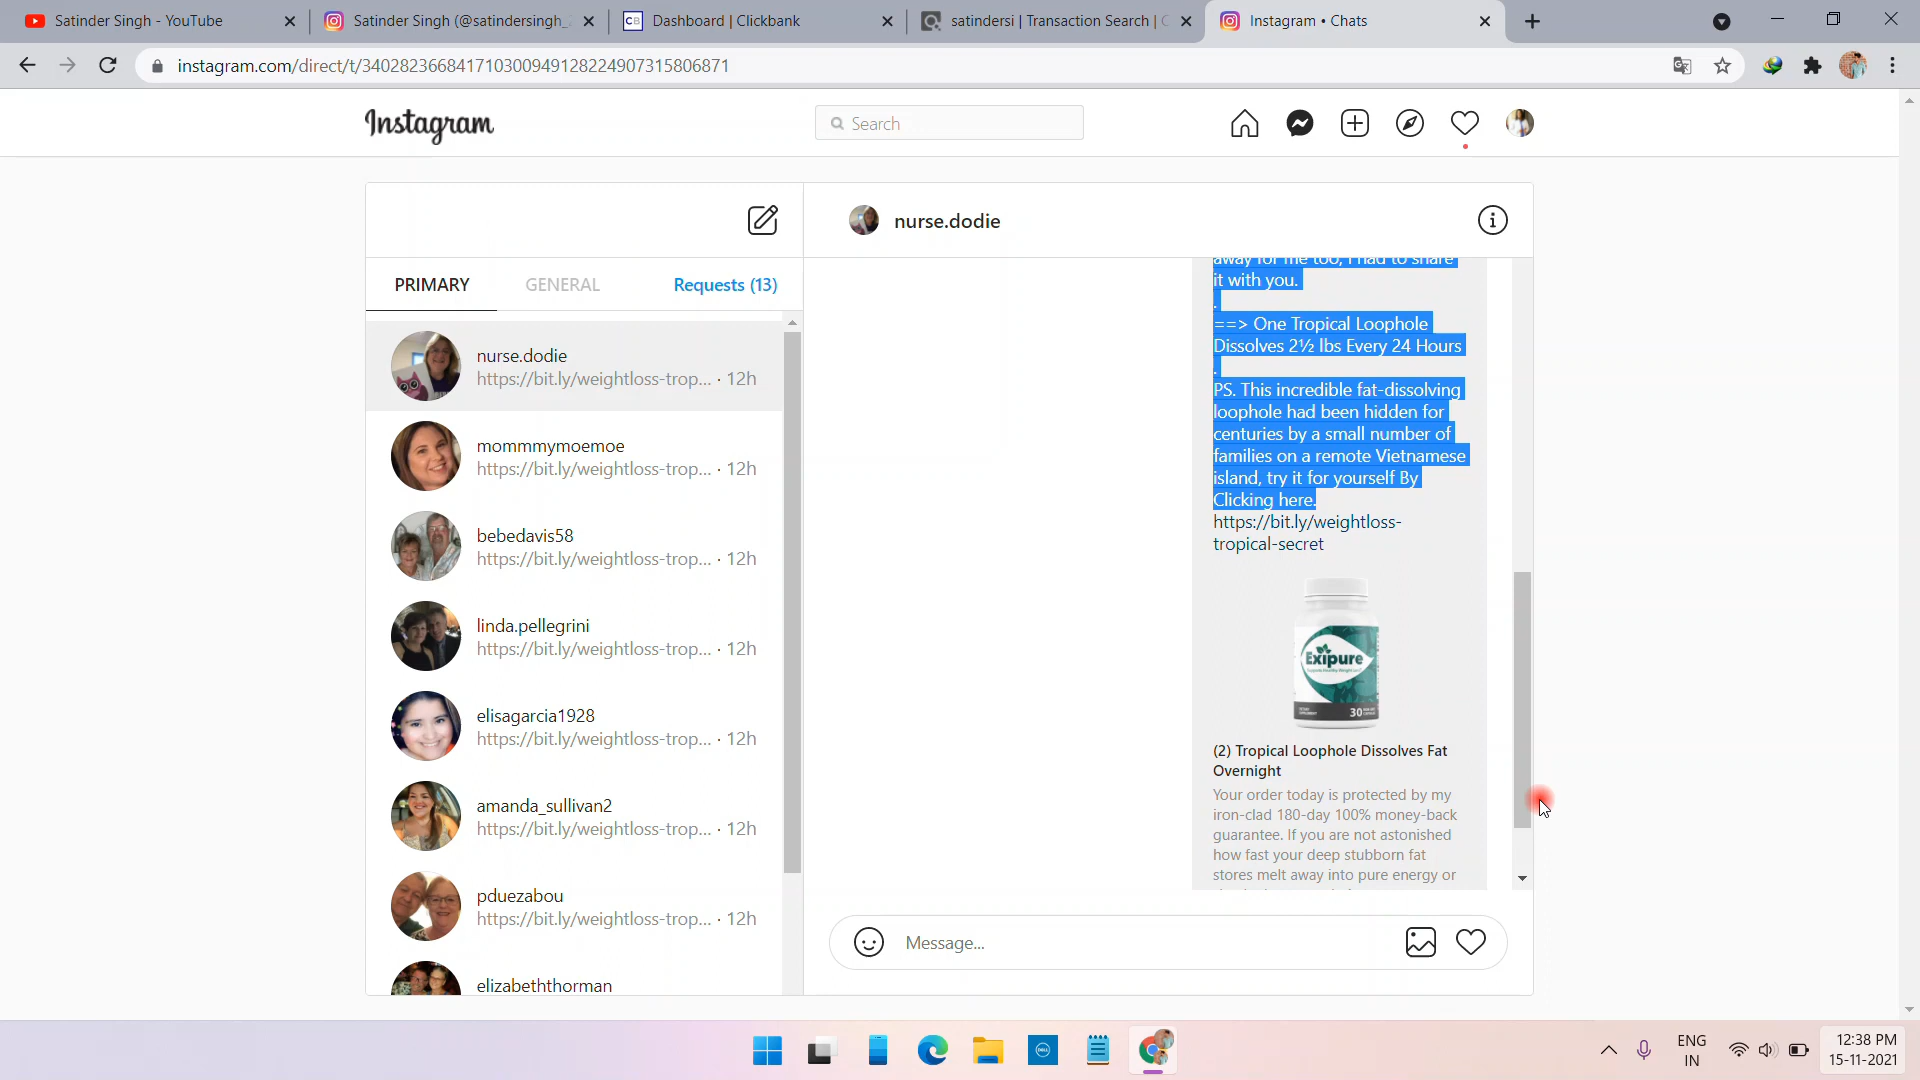 Satinder Singh - YouTube
Satinder Singh (@satindersingh_
CB Dashboard | Clickbank
satindersi | Transaction Search | C
Instagram • Chats
instagram.com/direct/t/340282366841710300949128224907315806871
Instagram
Search
nurse.dodie
PRIMARY
GENERAL
Requests (13)
nurse.dodie
https://bit.ly/weightloss-trop... · 12h
mommmymoemoe
https://bit.ly/weightloss-trop... · 12h
bebedavis58
https://bit.ly/weightloss-trop... · 12h
linda.pellegrini
https://bit.ly/weightloss-trop... · 12h
elisagarcia1928
https://bit.ly/weightloss-trop... · 12h
amanda_sullivan2
https://bit.ly/weightloss-trop... · 12h
pduezabou
https://bit.ly/weightloss-trop... · 12h
elizabeththorman
away for me too, I had to share
it with you.
.
==> One Tropical Loophole
Dissolves 2½ lbs Every 24 Hours
.
PS. This incredible fat-dissolving
loophole had been hidden for
centuries by a small number of
families on a remote Vietnamese
island, try it for yourself By
Clicking here.
https://bit.ly/weightloss-
tropical-secret
Exipure
30
(2) Tropical Loophole Dissolves Fat
Overnight
Your order today is protected by my
iron-clad 180-day 100% money-back
guarantee. If you are not astonished
how fast your deep stubborn fat
stores melt away into pure energy or
Message...
DELL
ENG
IN
12:38 PM
15-11-2021